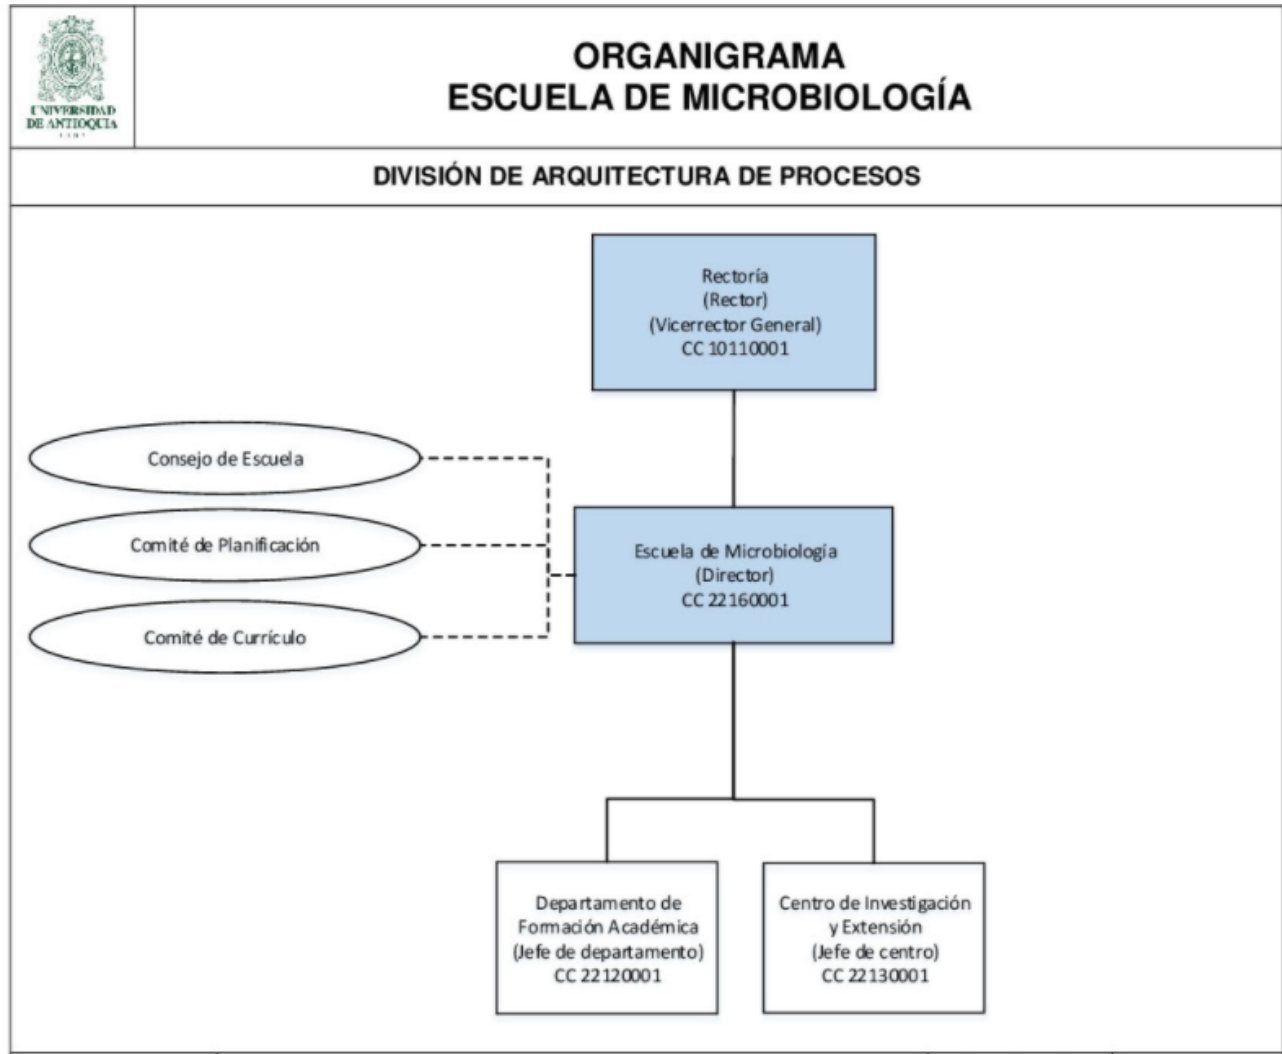 UNIVERSIDAD
DE ANTIOQUIA
ORGANIGRAMA
ESCUELA DE MICROBIOLOGÍA
DIVISIÓN DE ARQUITECTURA DE PROCESOS
Rectoría
(Rector)
(Vicerrector General)
CC 10110001
Consejo de Escuela
Comité de Planificación
Comité de Currículo
Escuela de Microbiología
(Director)
CC 22160001
Departamento de
Formación Académica
(Jefe de departamento)
CC 22120001
Centro de Investigación
y Extensión
(Jefe de centro)
CC 22130001